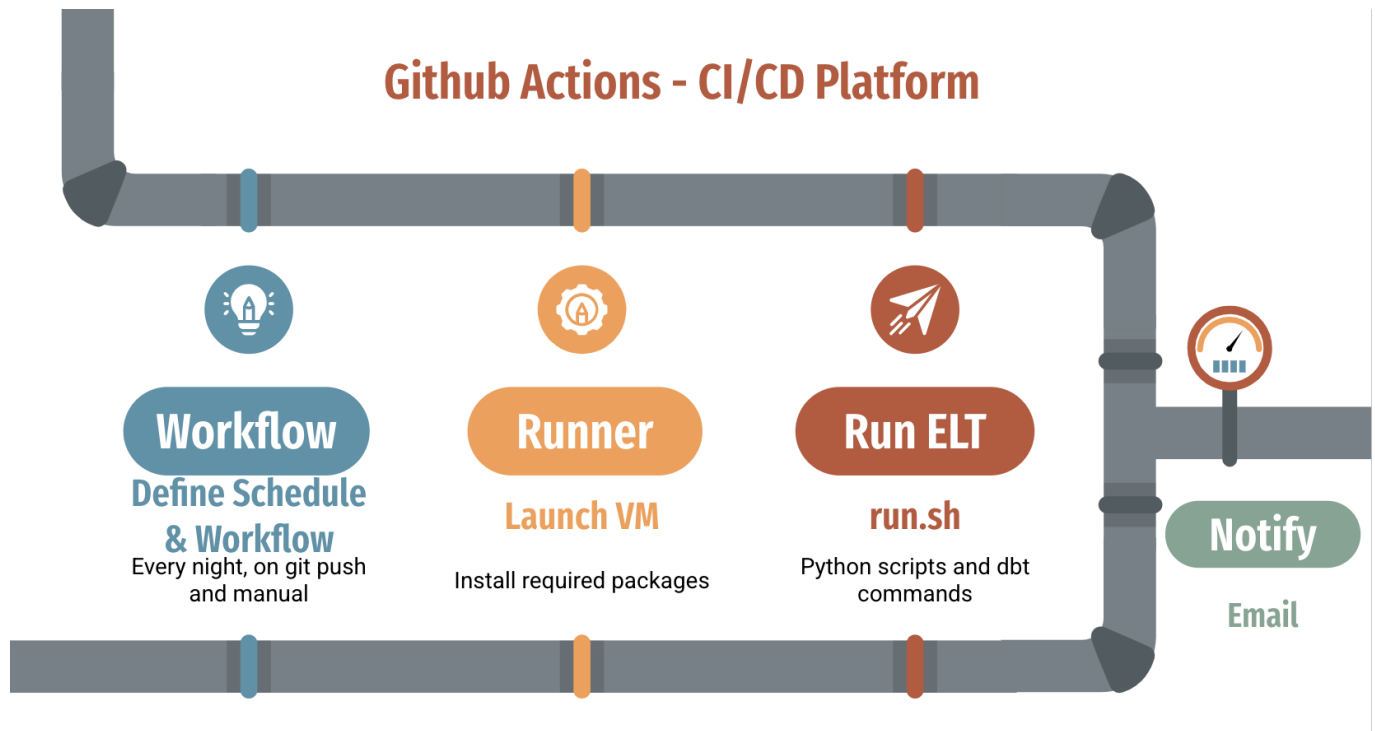 Github Actions - CI/CD Platform
Workflow
Define Schedule
& Workflow
Every night, on git push
and manual
Runner
Launch VM
Install required packages
Run ELT
run.sh
Python scripts and dbt
commands
Notify
Email